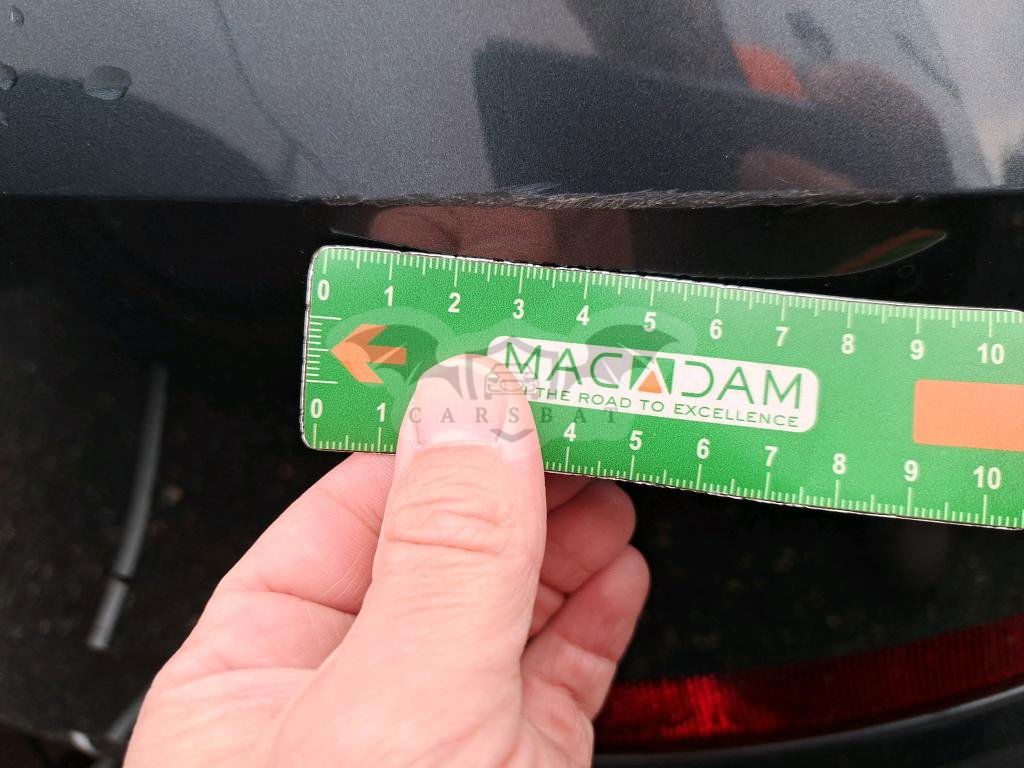 0 1 2 3 4 5 6 7 8 9 10
MACADAM
THE ROAD TO EXCELLENCE
CARSBAT
0 1 4 5 6 7 8 9 10